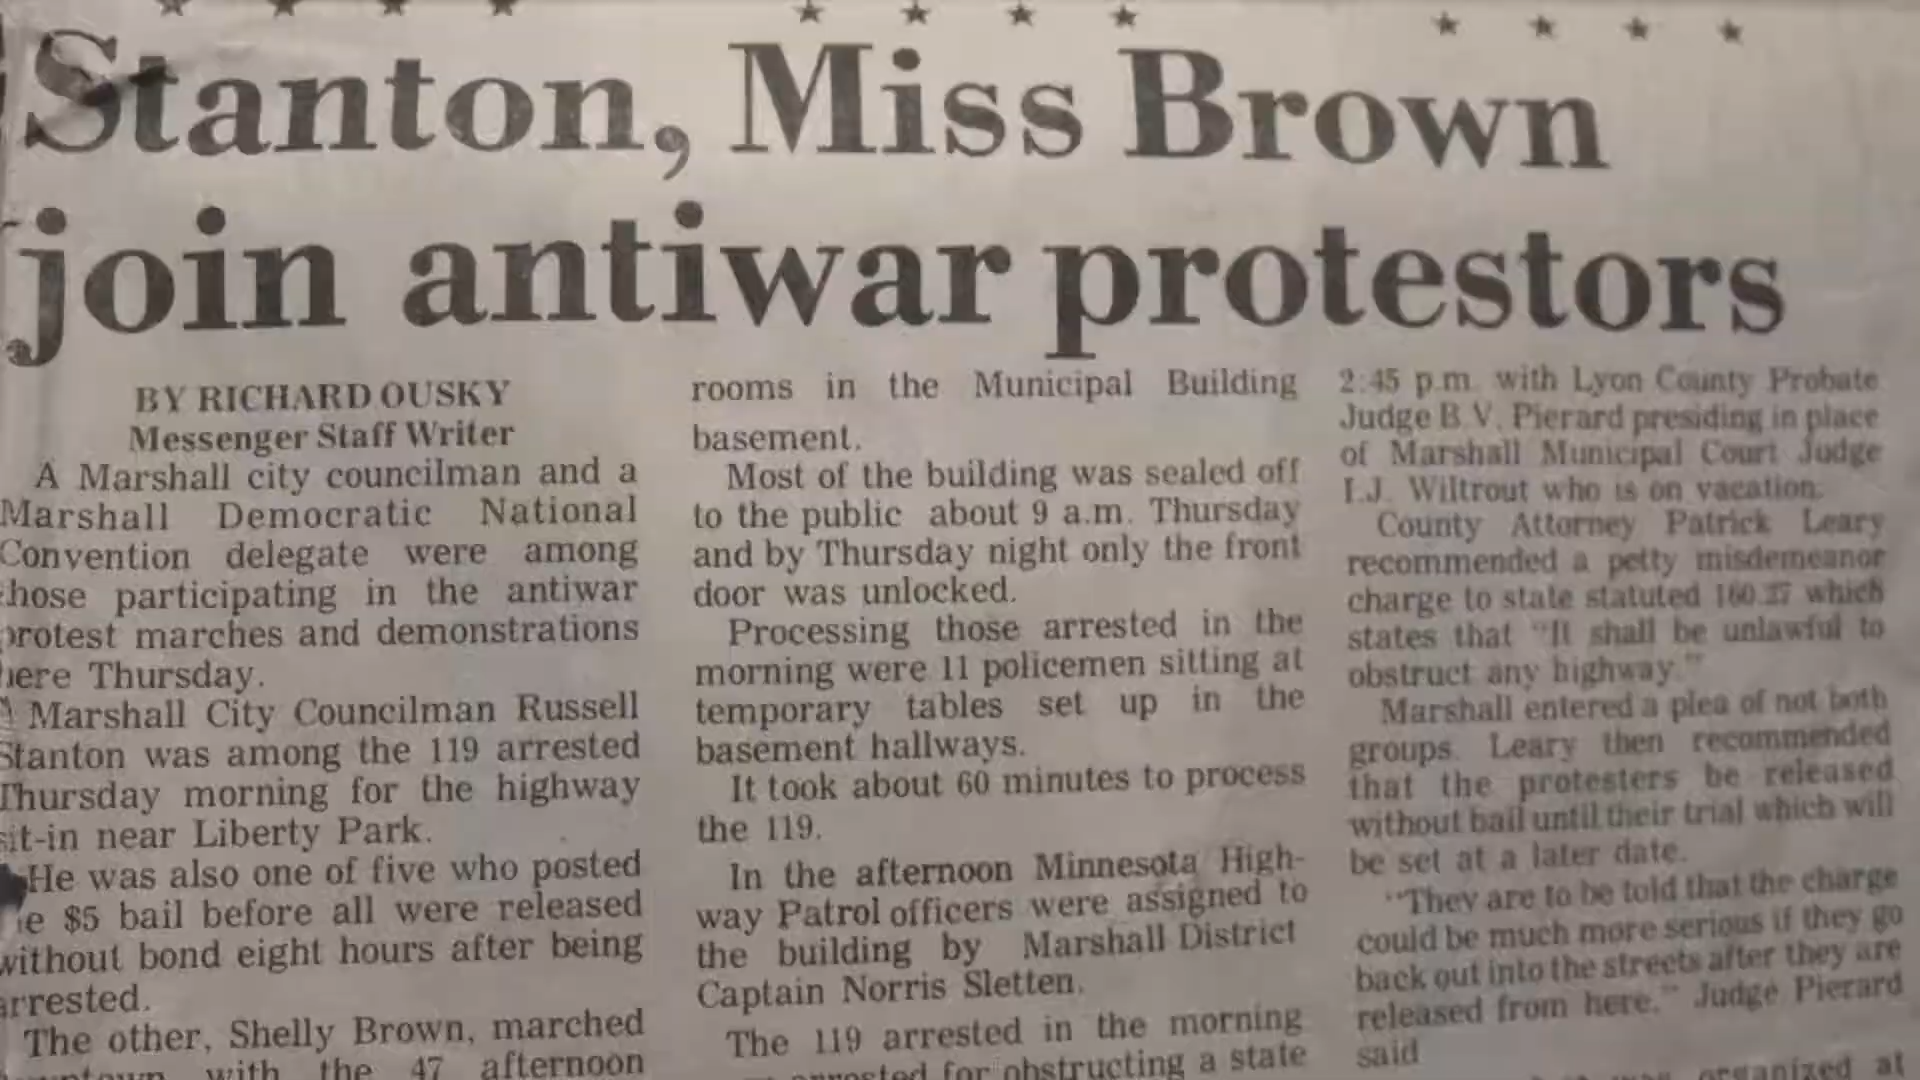 Stanton, Miss Brown
join antiwar protestors
BY RICHARD OUSKY
Messenger Staff Writer
A Marshall city councilman and a
Marshall Democratic National
Convention delegate were among
those participating in the antiwar
protest marches and demonstrations
here Thursday.
Marshall City Councilman Russell
Stanton was among the 119 arrested
Thursday morning for the highway
sit-in near Liberty Park.
He was also one of five who posted
$5 bail before all were released
without bond eight hours after being
arrested.
The other, Shelly Brown, marched
with the 47 afternoon
rooms in the Municipal Building
basement.
Most of the building was sealed off
to the public about 9 a.m. Thursday
and by Thursday night only the front
door was unlocked.
Processing those arrested in the
morning were 11 policemen sitting at
temporary tables set up in the
basement hallways.
It took about 60 minutes to process
the 119.
In the afternoon Minnesota High-
way Patrol officers were assigned to
the building by Marshall District
Captain Norris Sletten.
The 119 arrested in the morning
arrested for obstructing a state
2:45 p.m. with Lyon County Probate
Judge B.V. Pierard presiding in place
of Marshall Municipal Court Judge
I.J. Wiltrout who is on vacation.
County Attorney Patrick Leary
recommended a petty misdemeanor
charge to state statuted 160.27 which
states that "It shall be unlawful to
obstruct any highway."
Marshall entered a plea of not both
groups. Leary then recommended
that the protesters be released
without bail until their trial which will
be set at a later date.
"They are to be told that the charge
could be much more serious if they go
back out into the streets after they are
released from here." Judge Pierard
said
organized at